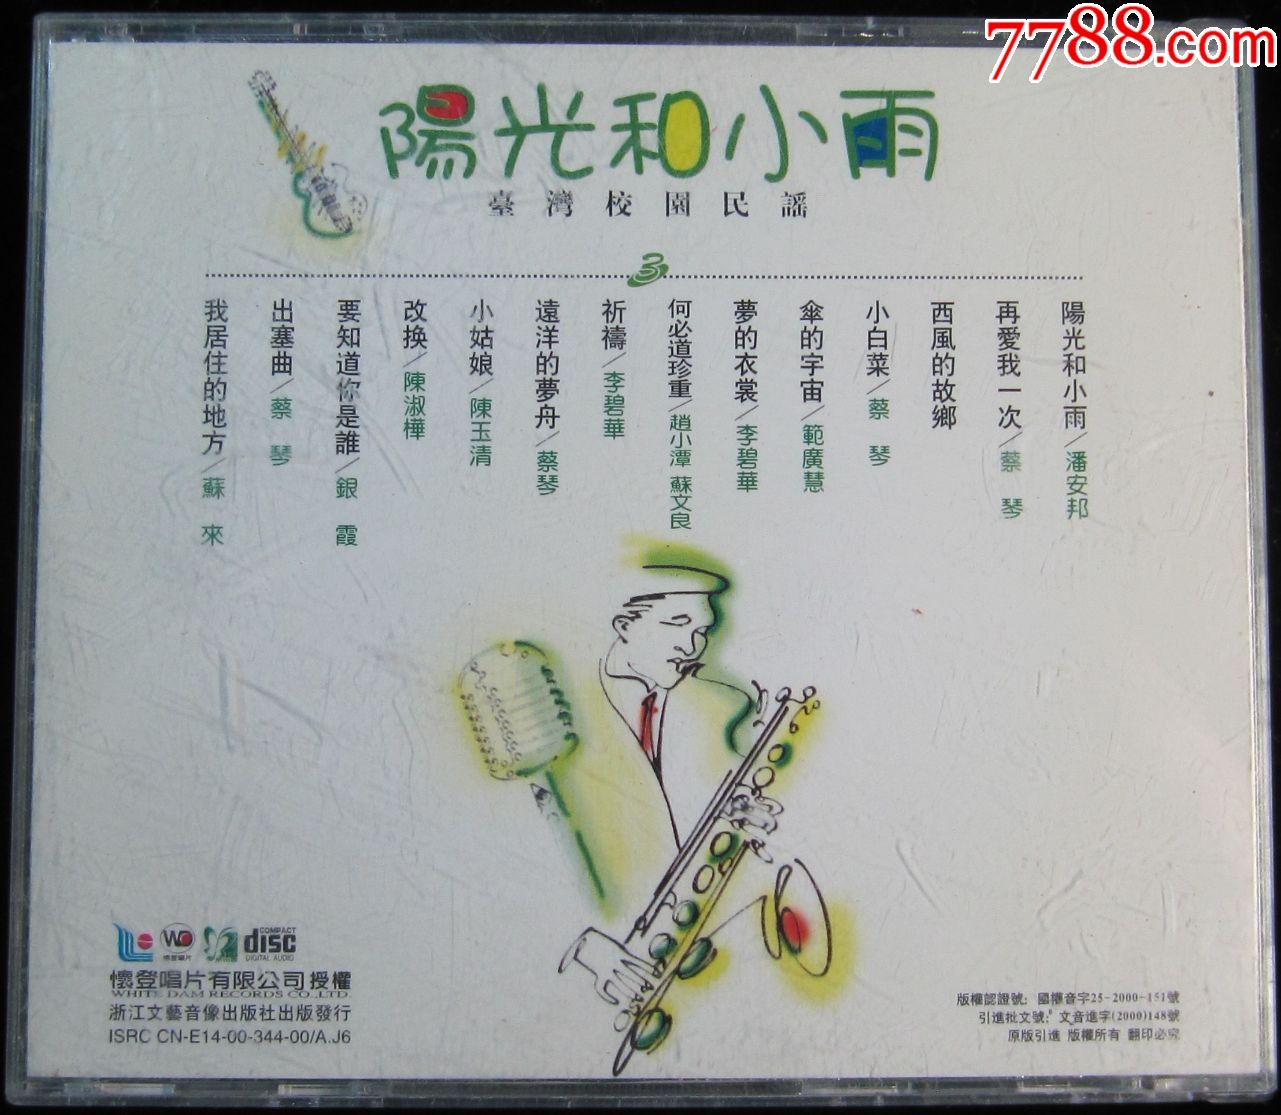 7788.com
陽光和小雨
臺灣校園民謠
3
陽光和小雨／潘安邦
再愛我一次／蔡 琴
西風的故鄉
小白菜／蔡 琴
傘的宇宙／範廣慧
夢的衣裳／李碧華
何必道珍重／趙小潭 蘇文良
祈禱／李碧華
遠洋的夢舟／蔡琴
小姑娘／陳玉清
改换／陳淑樺
要知道你是誰／銀 霞
出塞曲／蔡 琴
我居住的地方／蘇 來
COMPACT
disc
DIGITAL AUDIO
懷登唱片有限公司授權
WHITE DAM RECORDS CO.,LTD.
浙江文藝音像出版社出版發行
ISRC CN-E14-00-344-00/A.J6
版權認證號：國權音字25-2000-151號
引進批文號：文音進字(2000)148號
原版引進 版權所有 翻印必究